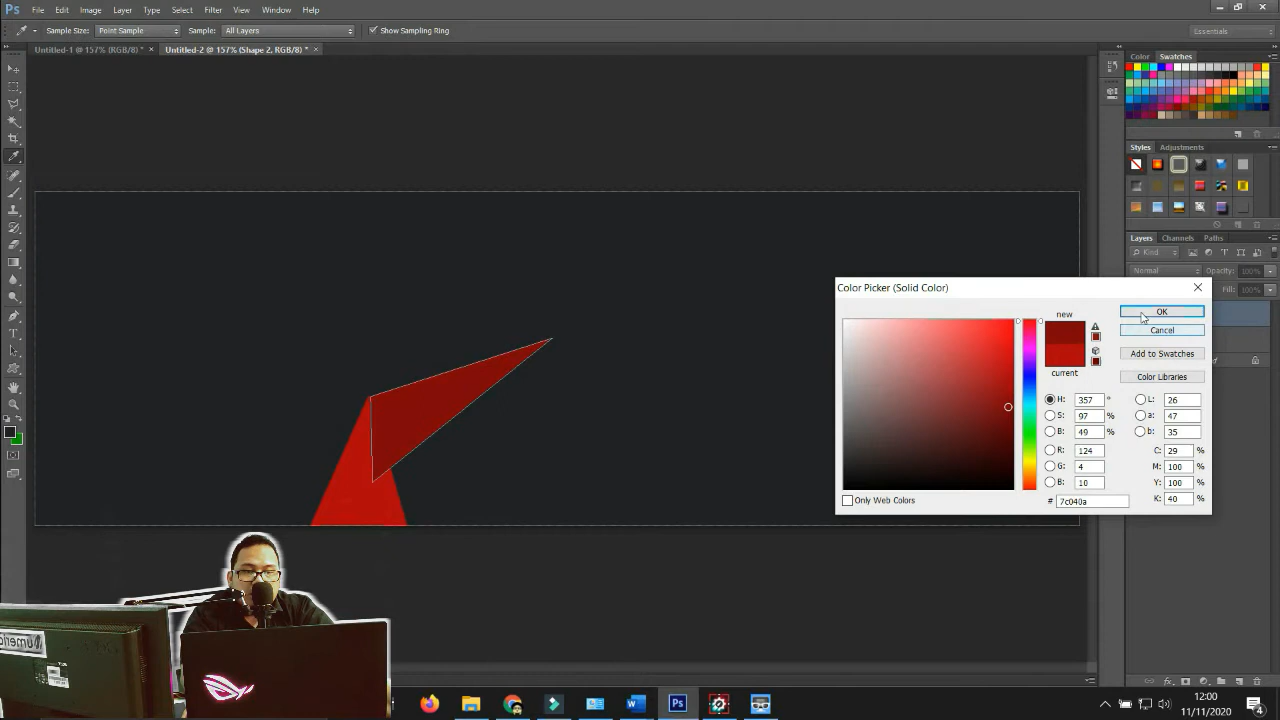 Ps File Edit Image Layer Type Select Filter View Window Help
Sample Size: Point Sample Sample: All Layers Show Sampling Ring Essentials
Untitled-1 @ 157% (RGB/8) * × Untitled-2 @ 157% (Shape 2, RGB/8) * ×
Color Swatches
Styles Adjustments
Layers Channels Paths
Kind
Normal Opacity: 100%
Fill: 100%
Color Picker (Solid Color)
new
current
OK
Cancel
Add to Swatches
Color Libraries
H: 357 °
S: 97 %
B: 49 %
R: 124
G: 4
B: 10
# 7c040a
L: 26
a: 47
b: 35
C: 29 %
M: 100 %
Y: 100 %
K: 40 %
Only Web Colors
Ps
12:00
11/11/2020
4